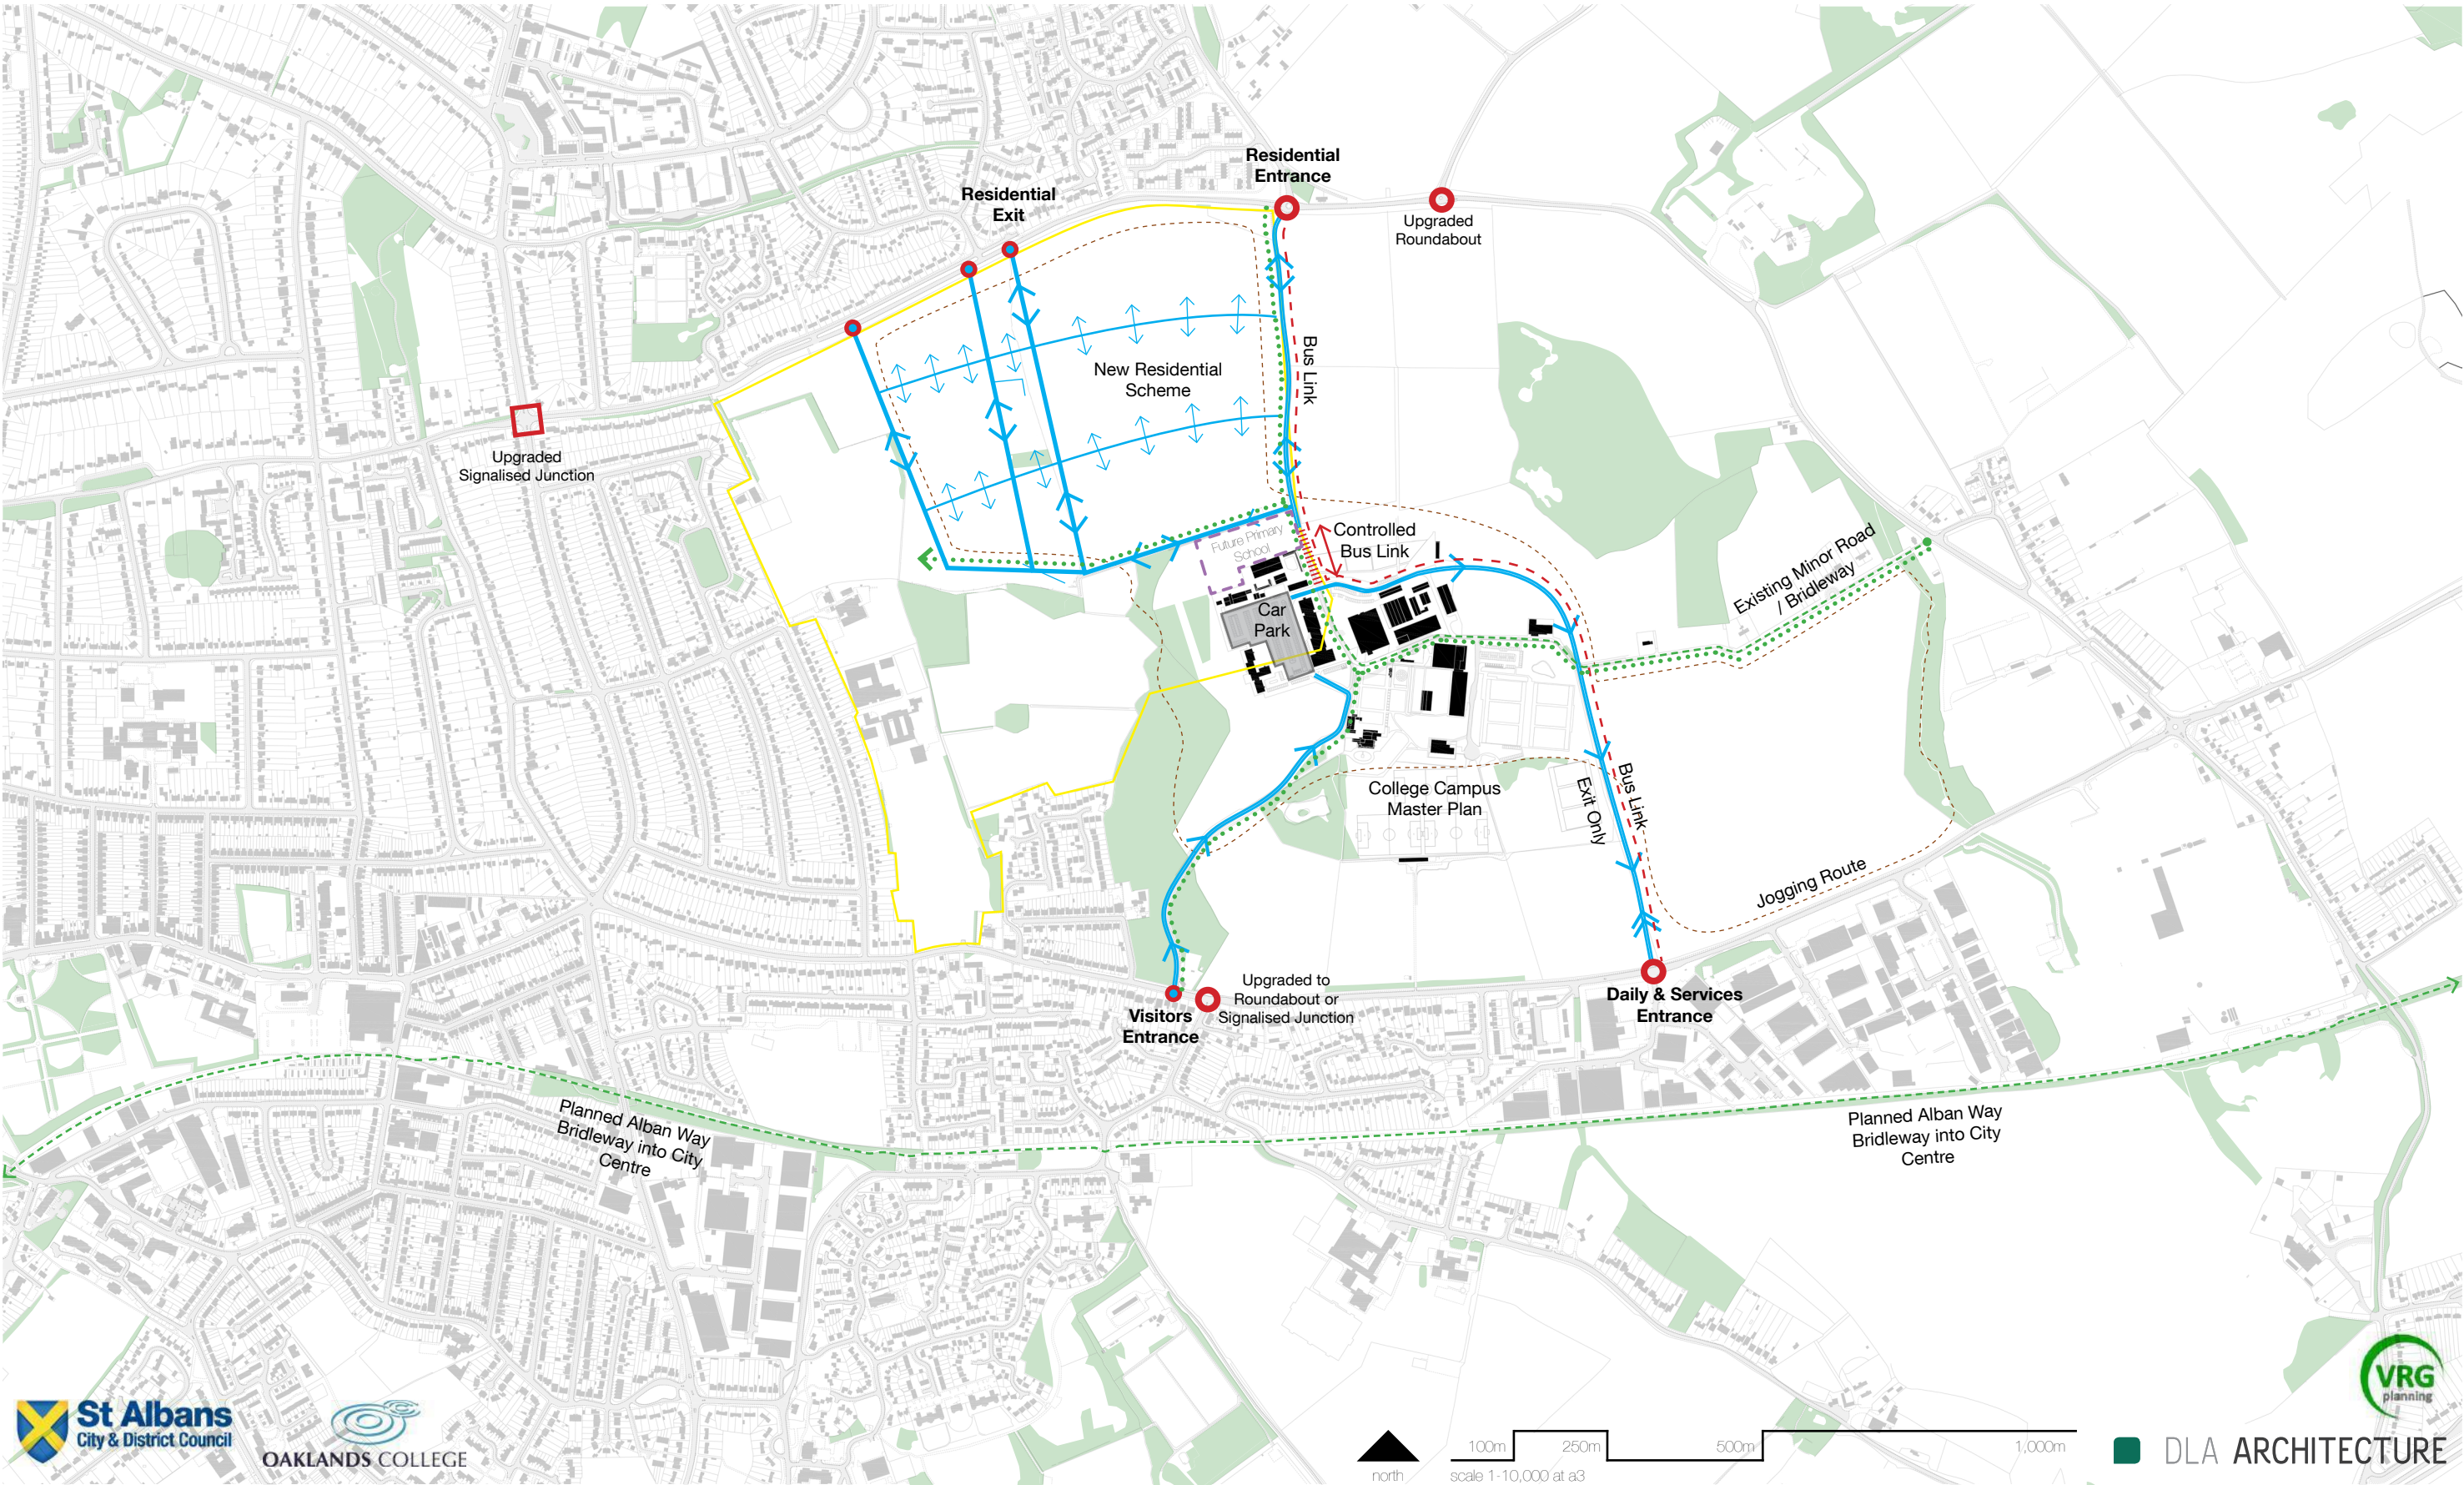 Residential
Entrance
Residential
Exit
Upgraded
Roundabout
Bus Link
New Residential
Scheme
Upgraded
Signalised Junction
Controlled
Bus Link
Future Primary
School
Existing Minor Road
/ Bridleway
Car
Park
College Campus
Master Plan
Bus Link
Exit Only
Jogging Route
Upgraded to
Roundabout or
Signalised Junction
Visitors
Entrance
Daily & Services
Entrance
Planned Alban Way
Bridleway into City
Centre
Planned Alban Way
Bridleway into City
Centre
St Albans
City & District Council
OAKLANDS COLLEGE
north
100m
250m
500m
1,000m
scale 1-10,000 at a3
VRG
planning
DLA ARCHITECTURE